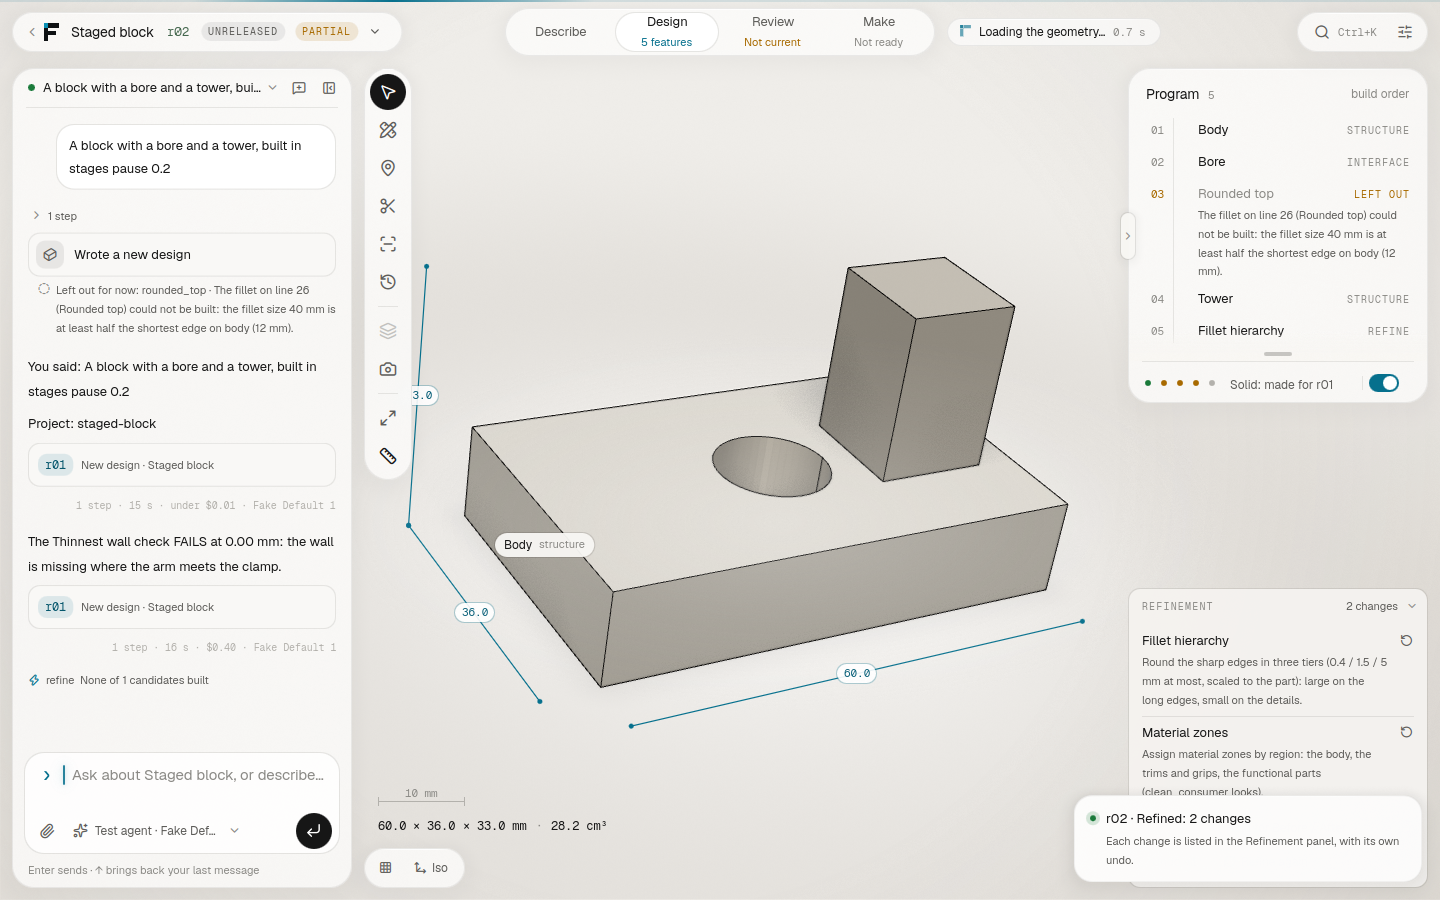 Staged block r02 UNRELEASED PARTIAL
Describe
Design
5 features
Review
Not current
Make
Not ready
Loading the geometry... 0.7 s
Ctrl+K
A block with a bore and a tower, bui...
A block with a bore and a tower, built in
stages pause 0.2
1 step
Wrote a new design
Left out for now: rounded_top · The fillet on line 26
(Rounded top) could not be built: the fillet size 40 mm is
at least half the shortest edge on body (12 mm).
You said: A block with a bore and a tower, built in
stages pause 0.2
Project: staged-block
r01 New design · Staged block
1 step · 15 s · under $0.01 · Fake Default 1
The Thinnest wall check FAILS at 0.00 mm: the wall
is missing where the arm meets the clamp.
r01 New design · Staged block
1 step · 16 s · $0.40 · Fake Default 1
refine None of 1 candidates built
Ask about Staged block, or describe...
Test agent · Fake Def...
Enter sends · ↑ brings back your last message
3.0
36.0
60.0
Body structure
10 mm
60.0 × 36.0 × 33.0 mm · 28.2 cm³
Iso
Program 5 build order
01 Body STRUCTURE
02 Bore INTERFACE
03 Rounded top LEFT OUT
The fillet on line 26 (Rounded top) could
not be built: the fillet size 40 mm is at
least half the shortest edge on body (12
mm).
04 Tower STRUCTURE
05 Fillet hierarchy REFINE
Solid: made for r01
REFINEMENT 2 changes
Fillet hierarchy
Round the sharp edges in three tiers (0.4 / 1.5 / 5
mm at most, scaled to the part): large on the
long edges, small on the details.
Material zones
Assign material zones by region: the body, the
trims and grips, the functional parts
(clean, consumer looks).
r02 · Refined: 2 changes
Each change is listed in the Refinement panel, with its own
undo.